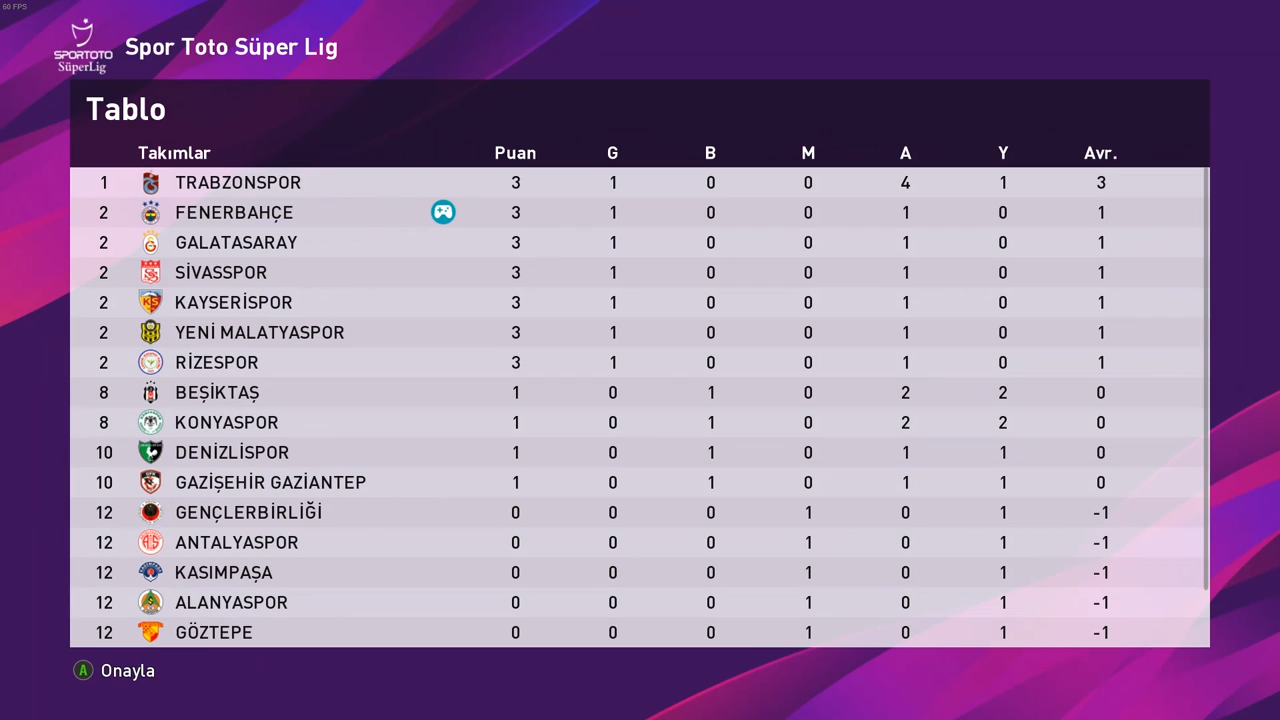 60 FPS
SPORTOTO
SüperLig
Spor Toto Süper Lig
Tablo
Takımlar Puan G B M A Y Avr.
1 TRABZONSPOR 3 1 0 0 4 1 3
2 FENERBAHÇE 3 1 0 0 1 0 1
2 GALATASARAY 3 1 0 0 1 0 1
2 SİVASSPOR 3 1 0 0 1 0 1
2 KAYSERİSPOR 3 1 0 0 1 0 1
2 YENİ MALATYASPOR 3 1 0 0 1 0 1
2 RİZESPOR 3 1 0 0 1 0 1
8 BEŞİKTAŞ 1 0 1 0 2 2 0
8 KONYASPOR 1 0 1 0 2 2 0
10 DENİZLİSPOR 1 0 1 0 1 1 0
10 GAZİŞEHİR GAZİANTEP 1 0 1 0 1 1 0
12 GENÇLERBİRLİĞİ 0 0 0 1 0 1 -1
12 ANTALYASPOR 0 0 0 1 0 1 -1
12 KASIMPAŞA 0 0 0 1 0 1 -1
12 ALANYASPOR 0 0 0 1 0 1 -1
12 GÖZTEPE 0 0 0 1 0 1 -1
A Onayla